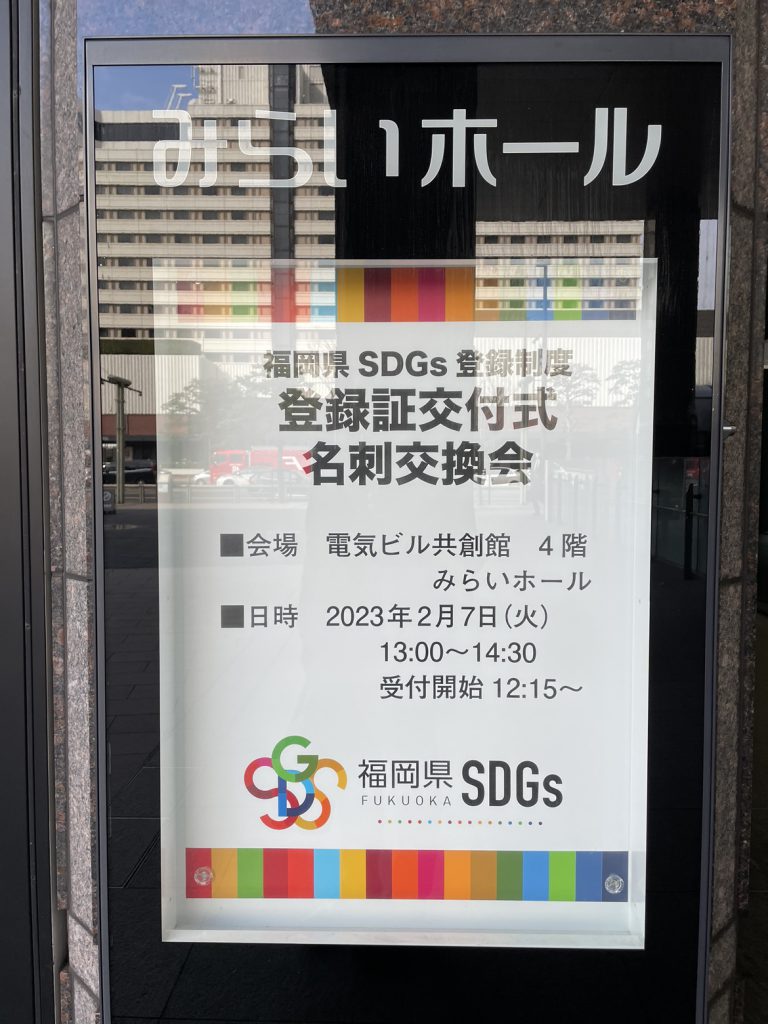 みらいホール
福岡県 SDGs 登録制度
登録証交付式
名刺交換会
■会場 電気ビル共創館 4階
みらいホール
■日時 2023年2月7日(火)
13:00〜14:30
受付開始 12:15〜
SDGs
福岡県 SDGs
FUKUOKA